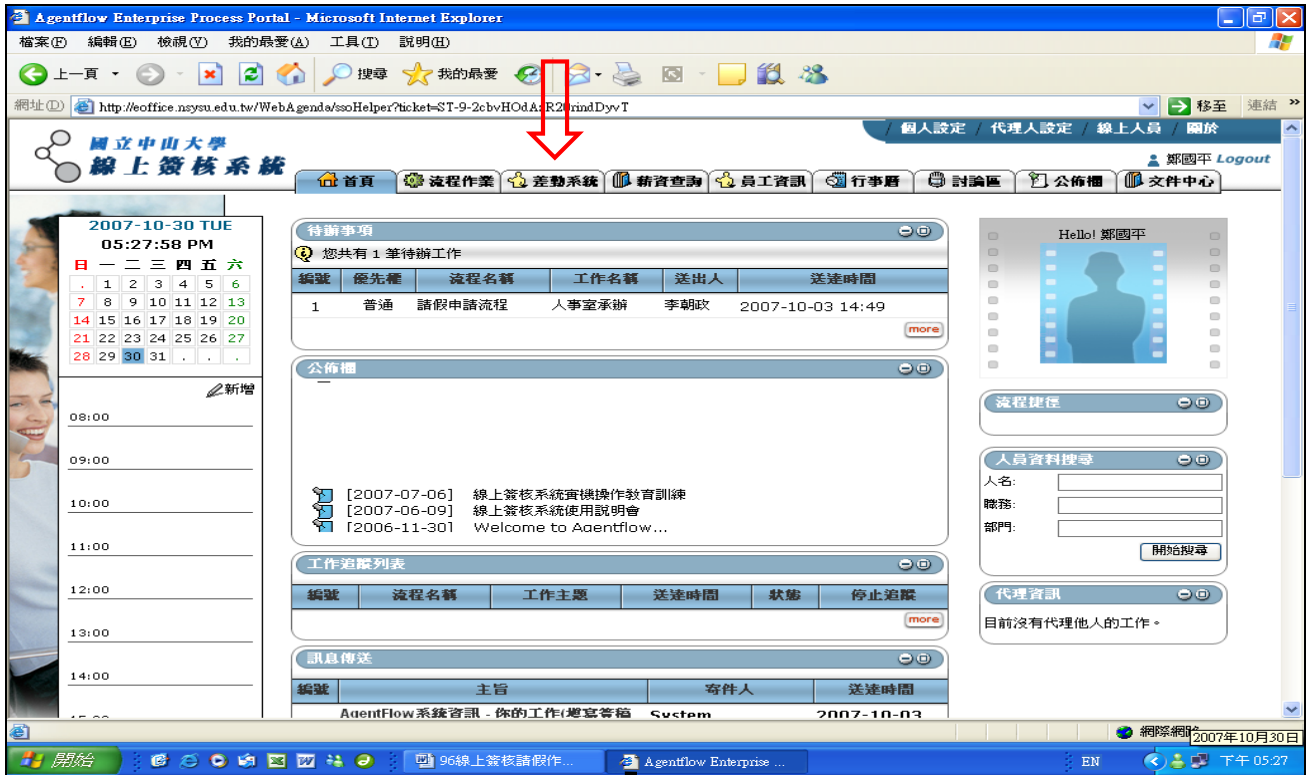 Agentflow Enterprise Process Portal - Microsoft Internet Explorer
檔案(F) 編輯(E) 檢視(V) 我的最愛(A) 工具(T) 說明(H)
上一頁 搜尋 我的最愛
網址(D) http://eoffice.nsysu.edu.tw/WebAgenda/ssoHelper?ticket=ST-9-2cbvHOdA 移至 連結 »
/ 個人設定 / 代理人設定 / 線上人員 / 關於
國立中山大學
線上簽核系統
鄭國平 Logout
首頁 流程作業 差勤系統 薪資查詢 員工資訊 行事曆 討論區 公佈欄 文件中心
2007-10-30 TUE
05:27:58 PM
日 一 二 三 四 五 六
. 1 2 3 4 5 6
7 8 9 10 11 12 13
14 15 16 17 18 19 20
21 22 23 24 25 26 27
28 29 30 31 . . .
新增
08:00
09:00
10:00
11:00
12:00
13:00
14:00
待辦事項
您共有 1 筆待辦工作
編號 優先權 流程名稱 工作名稱 送出人 送達時間
1 普通 請假申請流程 人事室承辦 李朝政 2007-10-03 14:49
more
公佈欄
[2007-07-06] 線上簽核系統實機操作教育訓練
[2007-06-09] 線上簽核系統使用說明會
[2006-11-30] Welcome to Agentflow...
工作追蹤列表
編號 流程名稱 工作主題 送達時間 狀態 停止追蹤
more
訊息傳送
編號 主旨 寄件人 送達時間
AgentFlow系統資訊 - 你的工作(填寫簽稿 System 2007-10-03
Hello! 鄭國平
流程捷徑
人員資料搜尋
人名:
職務:
部門:
開始搜尋
代理資訊
目前沒有代理他人的工作。
網際網路
2007年10月30日
開始 96線上簽核請假作... Agentflow Enterprise ... EN 下午 05:27